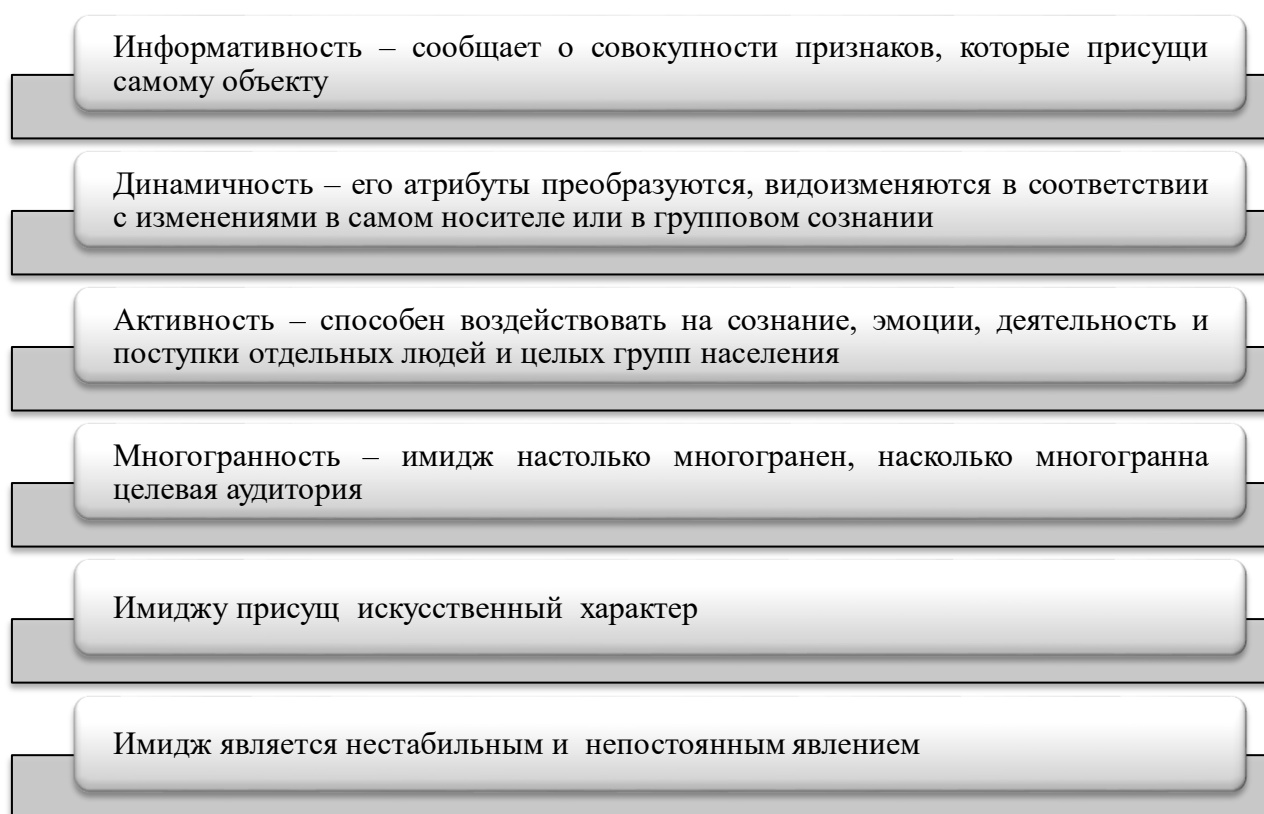 Информативность – сообщает о совокупности признаков, которые присущи
самому объекту
Динамичность – его атрибуты преобразуются, видоизменяются в соответствии
с изменениями в самом носителе или в групповом сознании
Активность – способен воздействовать на сознание, эмоции, деятельность и
поступки отдельных людей и целых групп населения
Многогранность – имидж настолько многогранен, насколько многогранна
целевая аудитория
Имиджу присущ искусственный характер
Имидж является нестабильным и непостоянным явлением